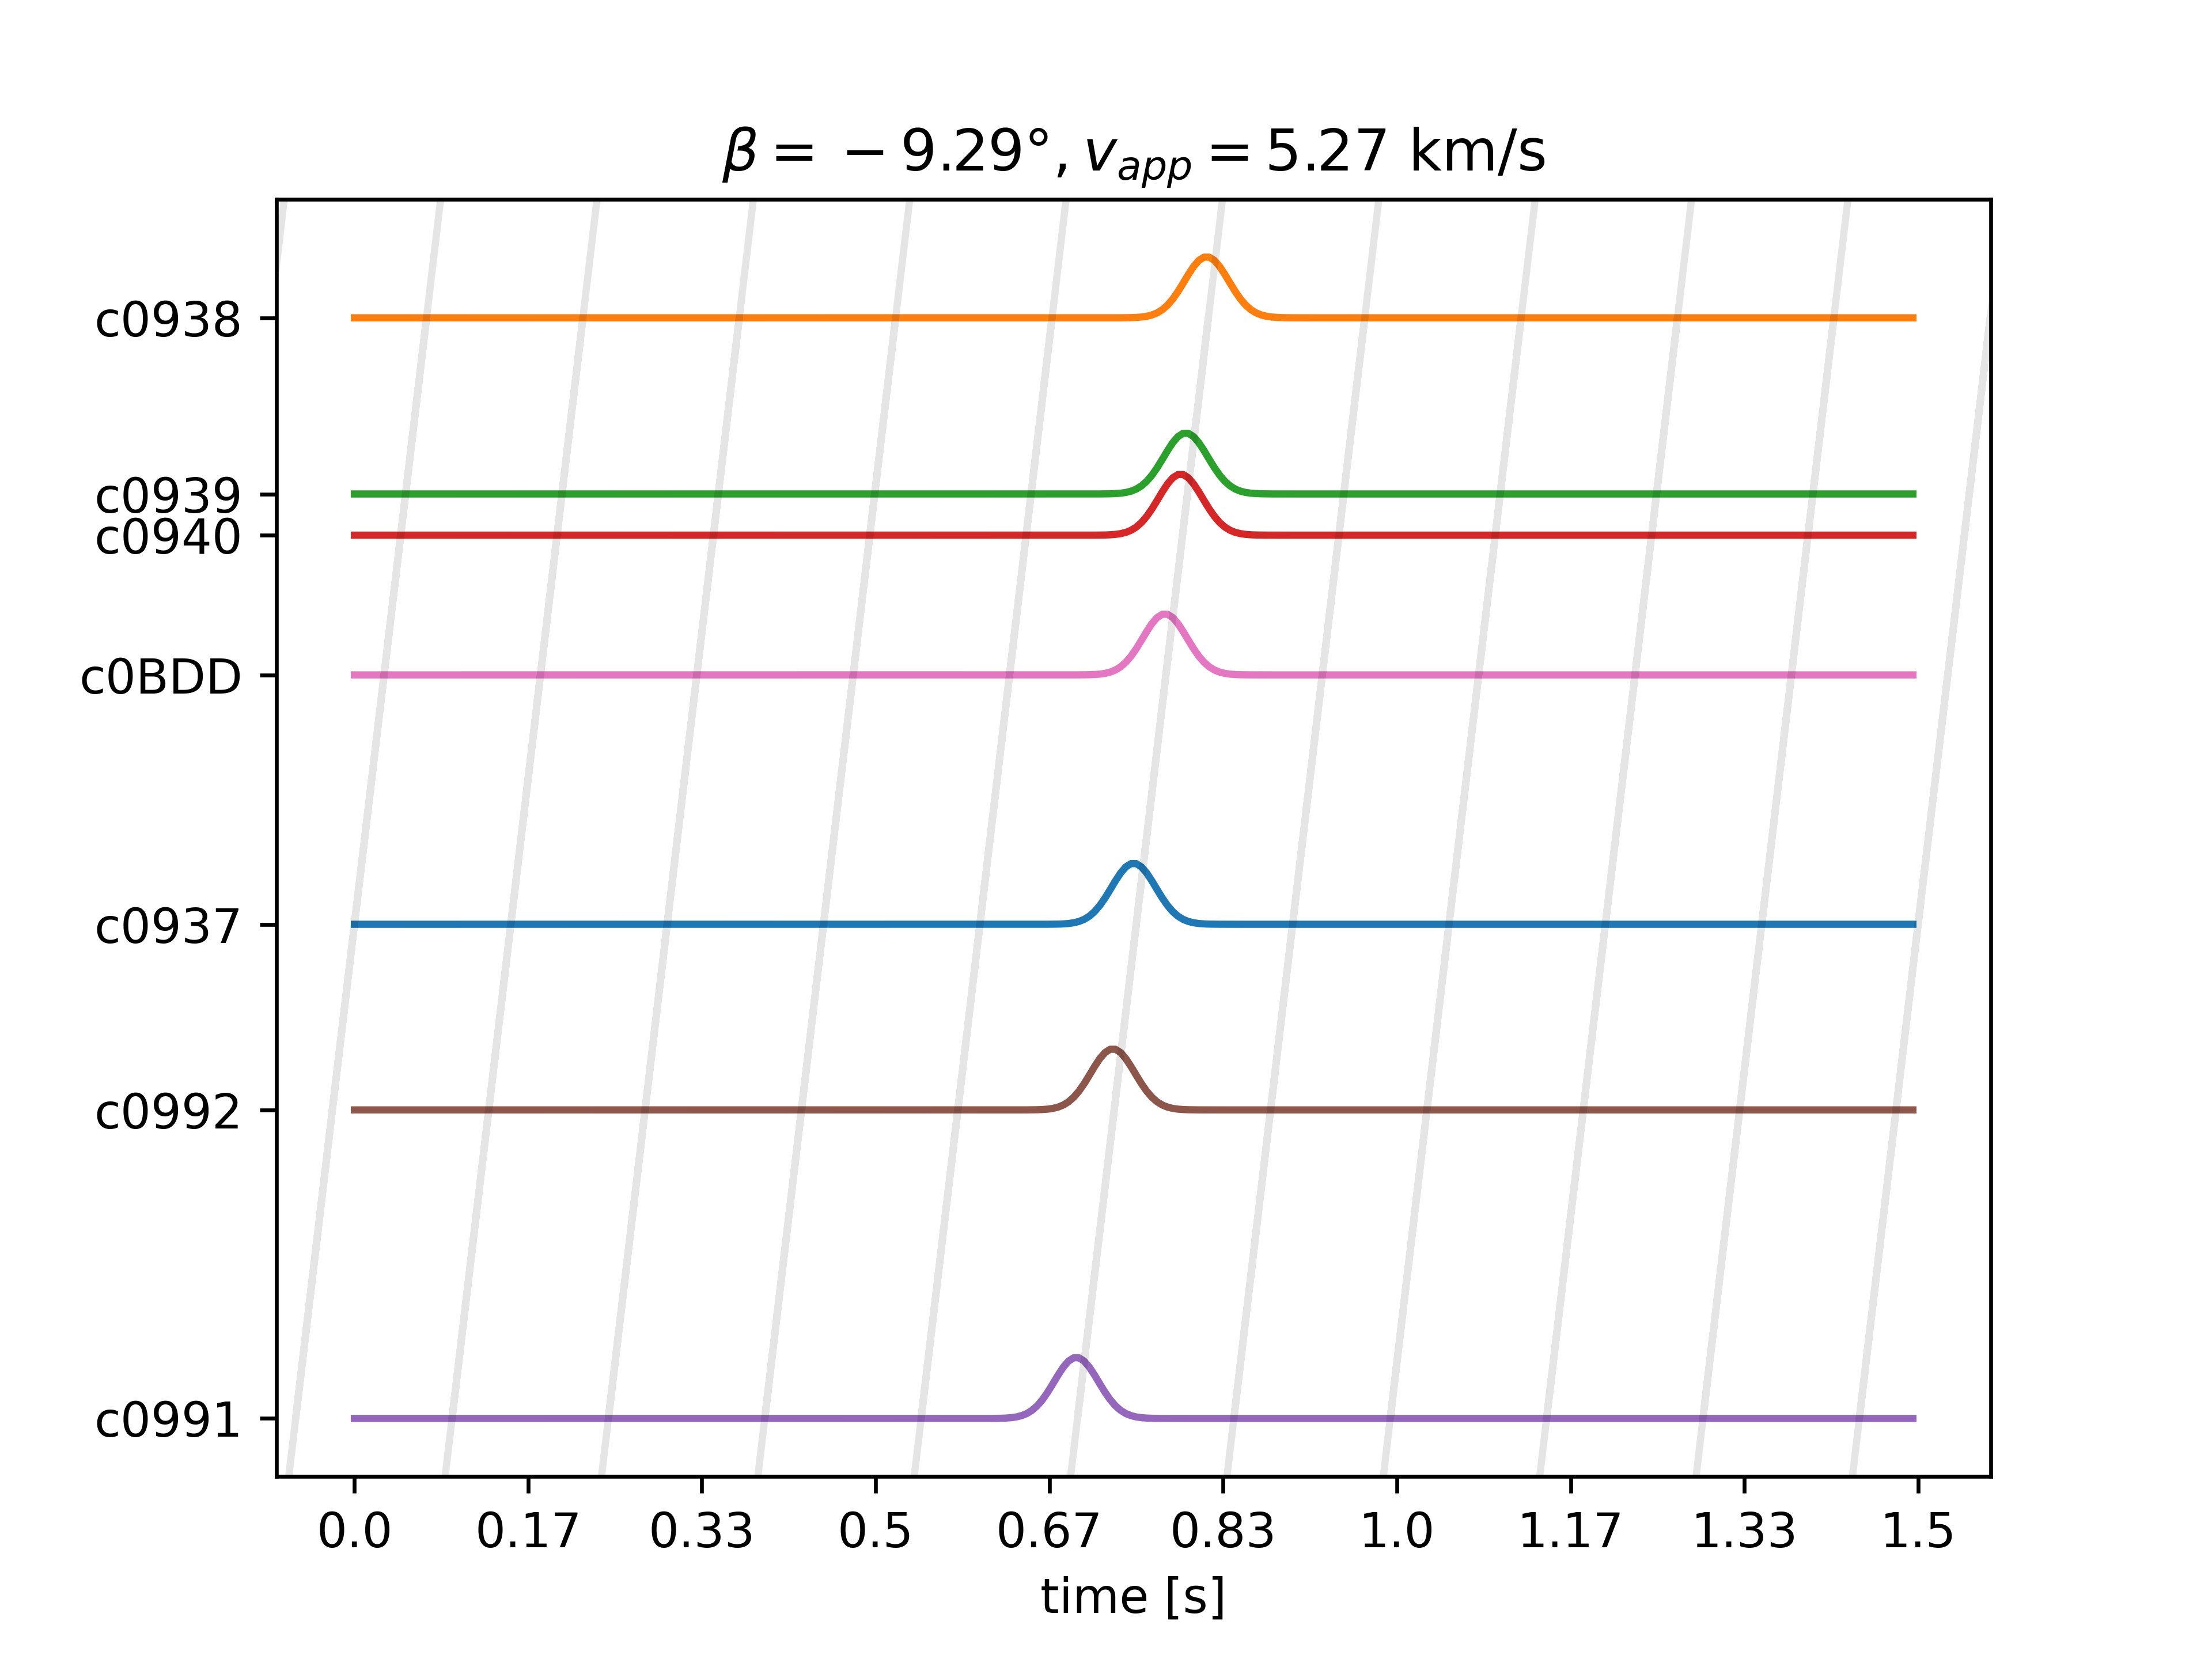 β = − 9.29°, v_app = 5.27 km/s
c0938
c0939
c0940
c0BDD
c0937
c0992
c0991
0.0 0.17 0.33 0.5 0.67 0.83 1.0 1.17 1.33 1.5
time [s]